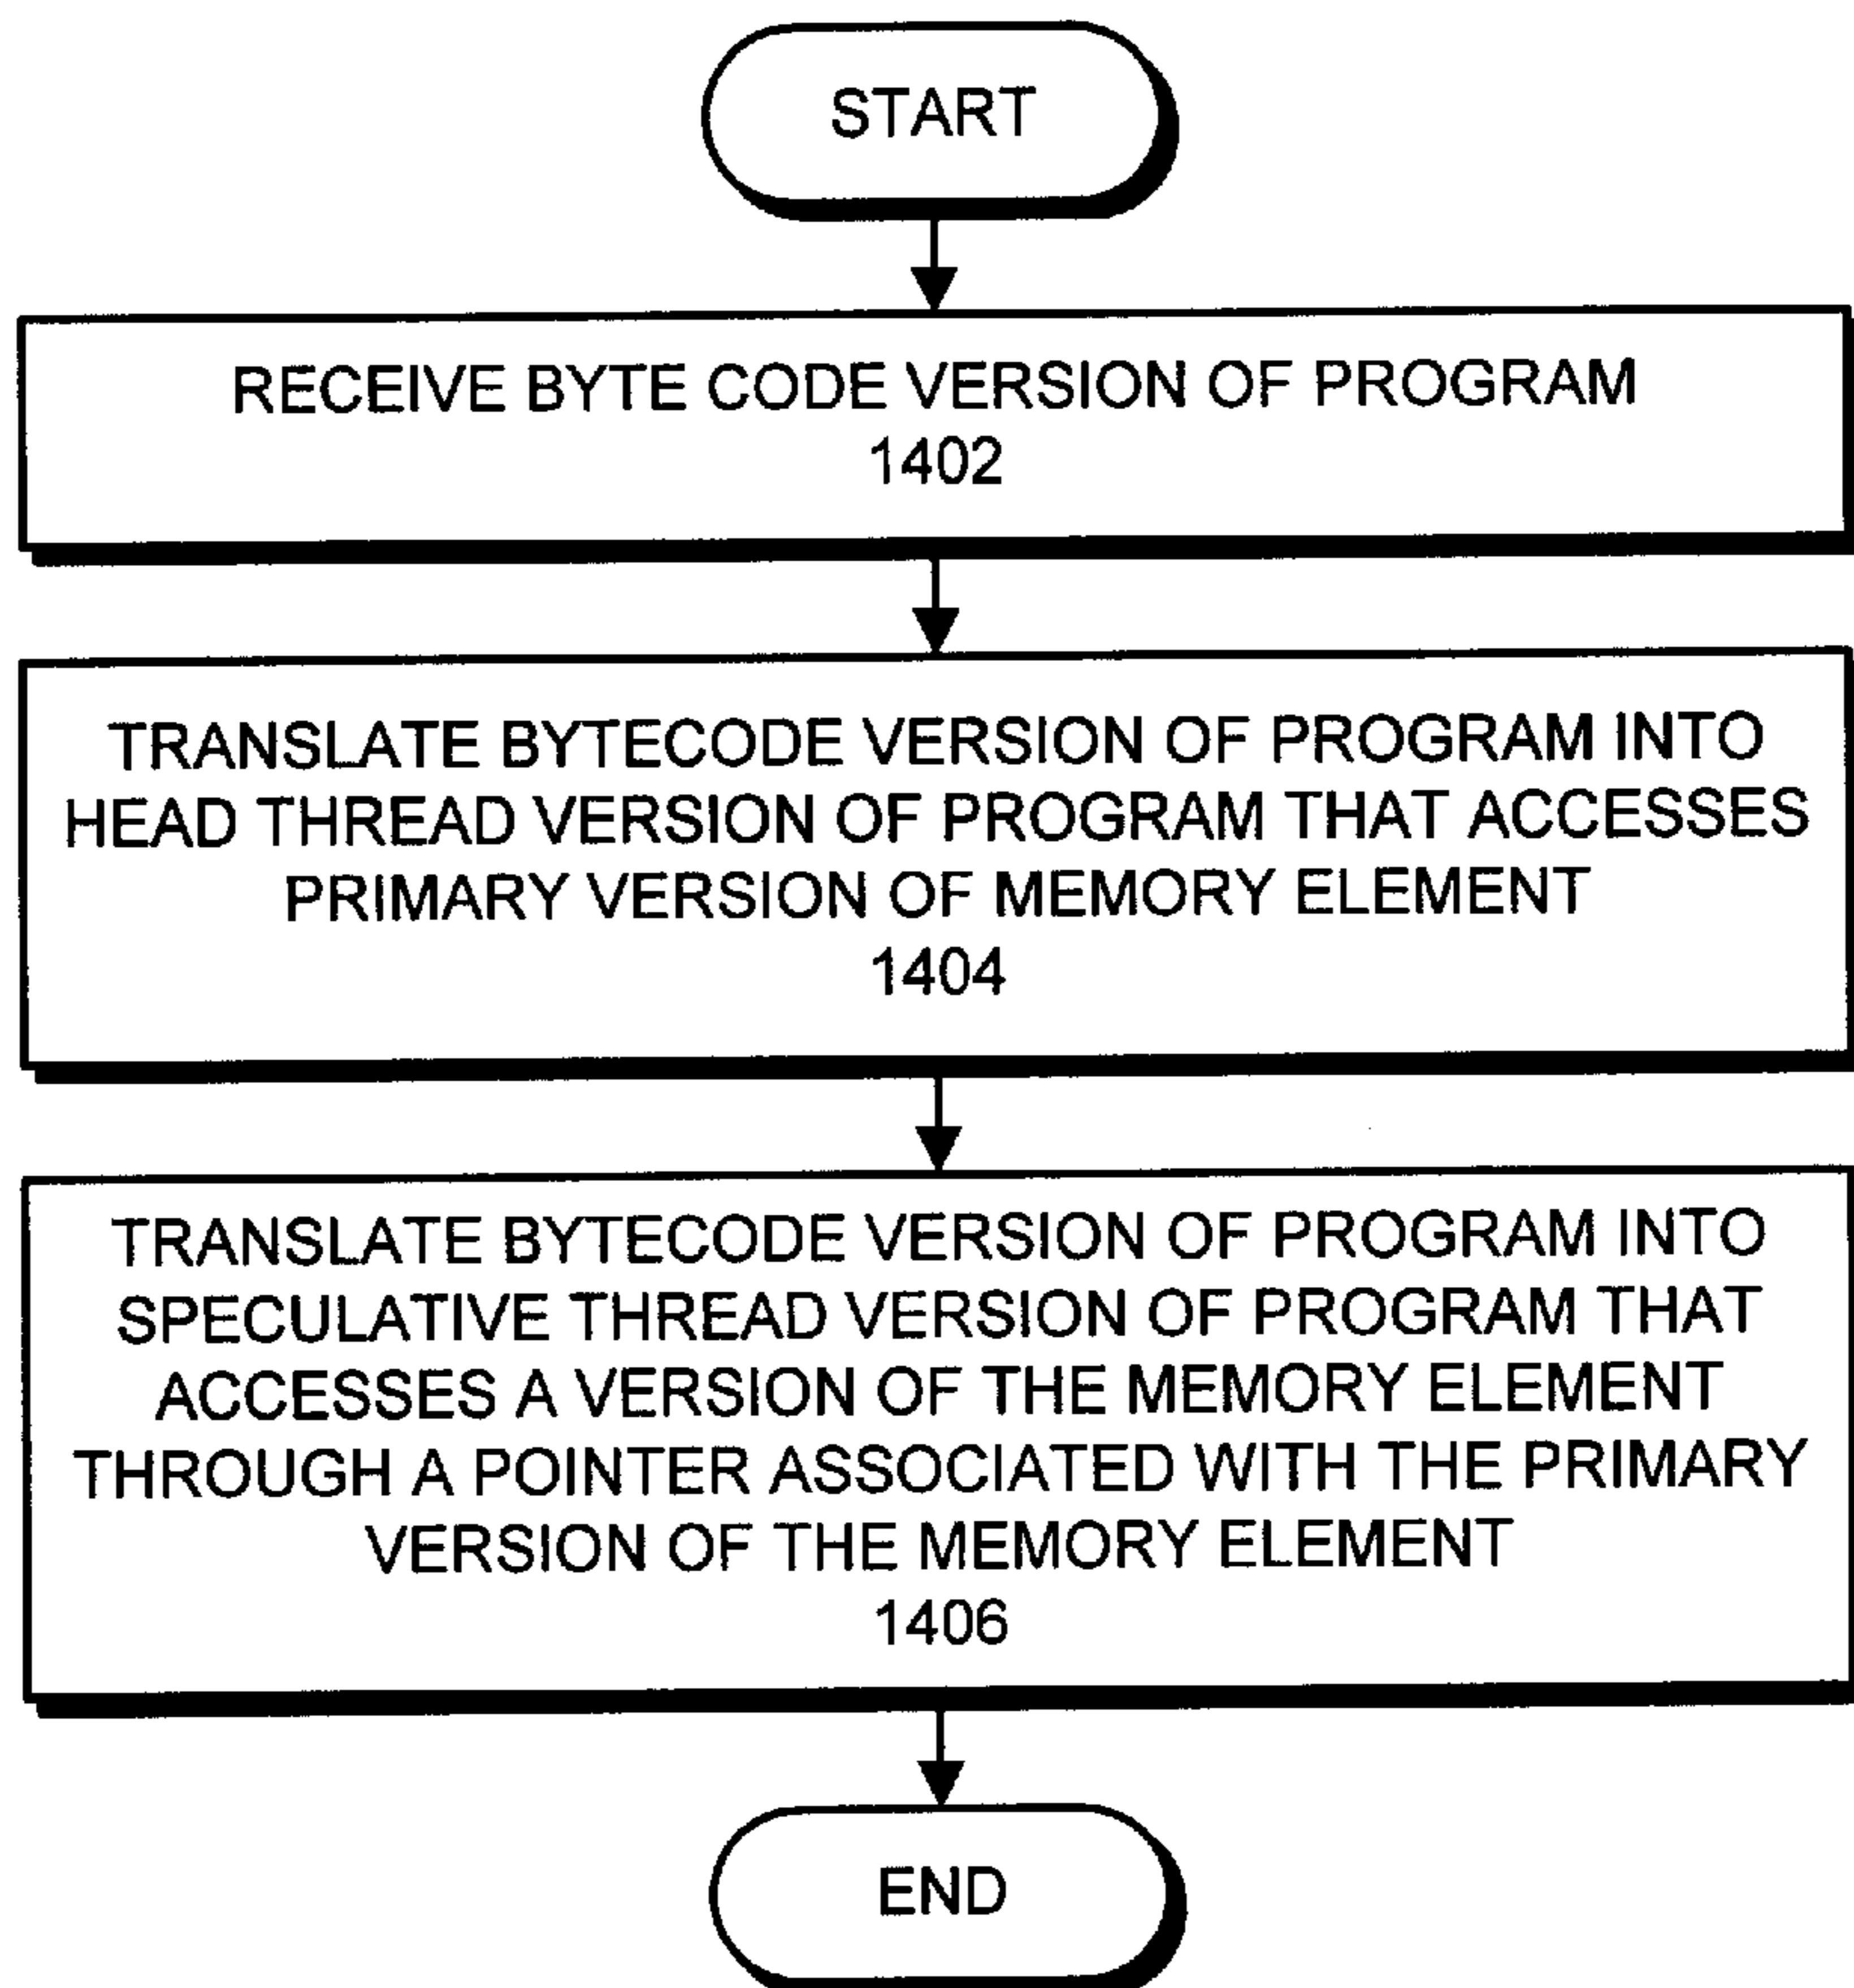 START
RECEIVE BYTE CODE VERSION OF PROGRAM
1402
TRANSLATE BYTECODE VERSION OF PROGRAM INTO
HEAD THREAD VERSION OF PROGRAM THAT ACCESSES
PRIMARY VERSION OF MEMORY ELEMENT
1404
TRANSLATE BYTECODE VERSION OF PROGRAM INTO
SPECULATIVE THREAD VERSION OF PROGRAM THAT
ACCESSES A VERSION OF THE MEMORY ELEMENT
THROUGH A POINTER ASSOCIATED WITH THE PRIMARY
VERSION OF THE MEMORY ELEMENT
1406
END